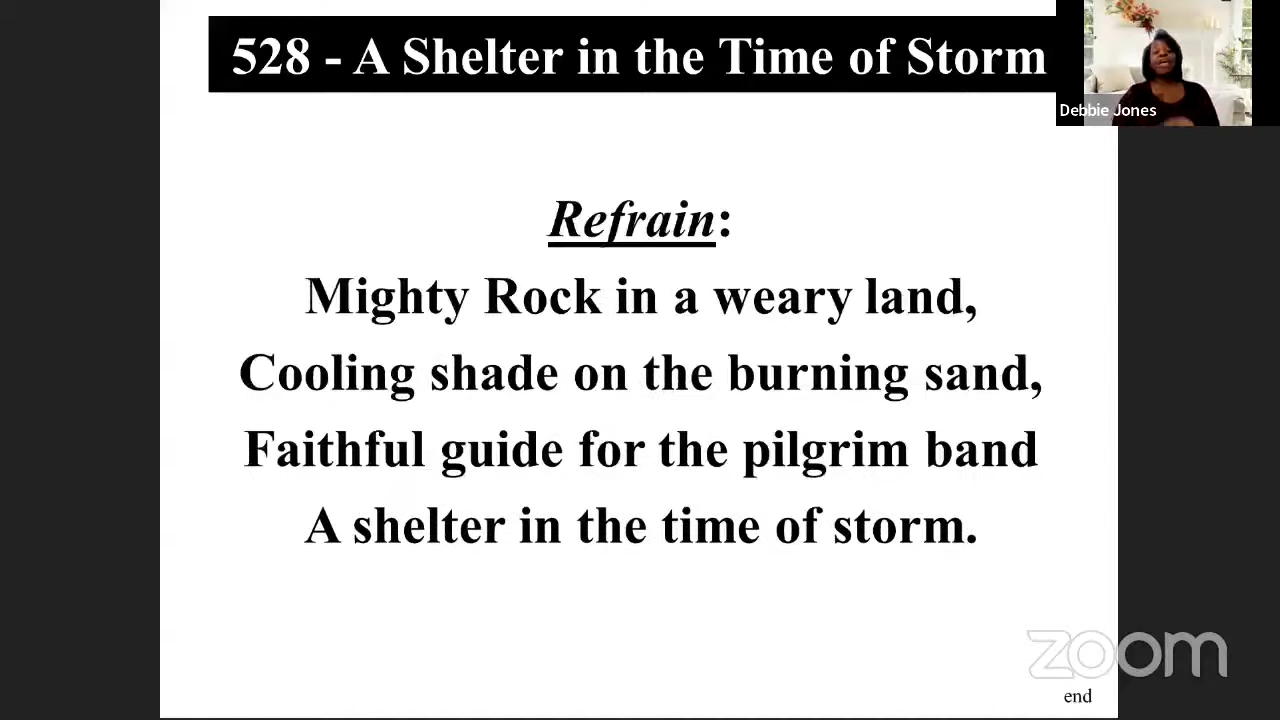 528 - A Shelter in the Time of Storm
Debbie Jones
Refrain:
Mighty Rock in a weary land,
Cooling shade on the burning sand,
Faithful guide for the pilgrim band
A shelter in the time of storm.
zoom
end